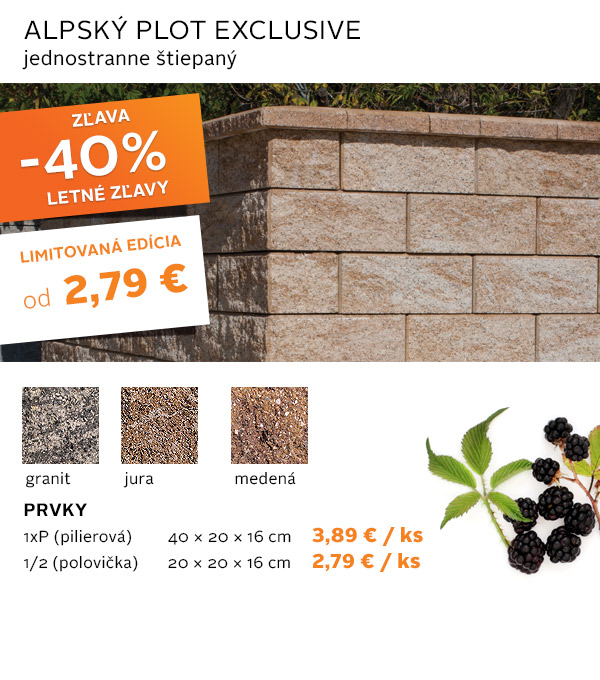 ALPSKÝ PLOT EXCLUSIVE
jednostranne štiepaný
ZĽAVA
-40%
LETNÉ ZĽAVY
LIMITOVANÁ EDÍCIA
od 2,79 €
granit jura medená
PRVKY
1xP (pilierová) 40 × 20 × 16 cm 3,89 € / ks
1/2 (polovička) 20 × 20 × 16 cm 2,79 € / ks